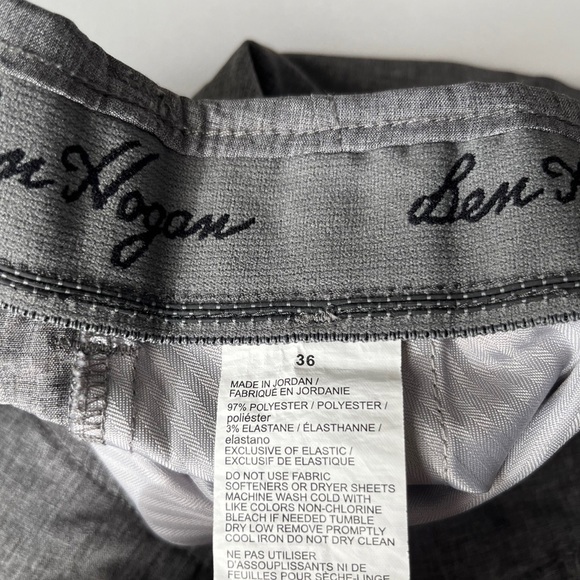 n Hogan Ben
36
MADE IN JORDAN /
FABRIQUÉ EN JORDANIE
97% POLYESTER / POLYESTER /
poliéster
3% ELASTANE / ÉLASTHANNE /
elastano
EXCLUSIVE OF ELASTIC /
EXCLUSIF DE ELASTIQUE
DO NOT USE FABRIC
SOFTENERS OR DRYER SHEETS
MACHINE WASH COLD WITH
LIKE COLORS NON-CHLORINE
BLEACH IF NEEDED TUMBLE
DRY LOW REMOVE PROMPTLY
COOL IRON DO NOT DRY CLEAN
NE PAS UTILISER
D'ASSOUPLISSANTS NI DE
FEUILLES POUR SÈCHE-LINGE